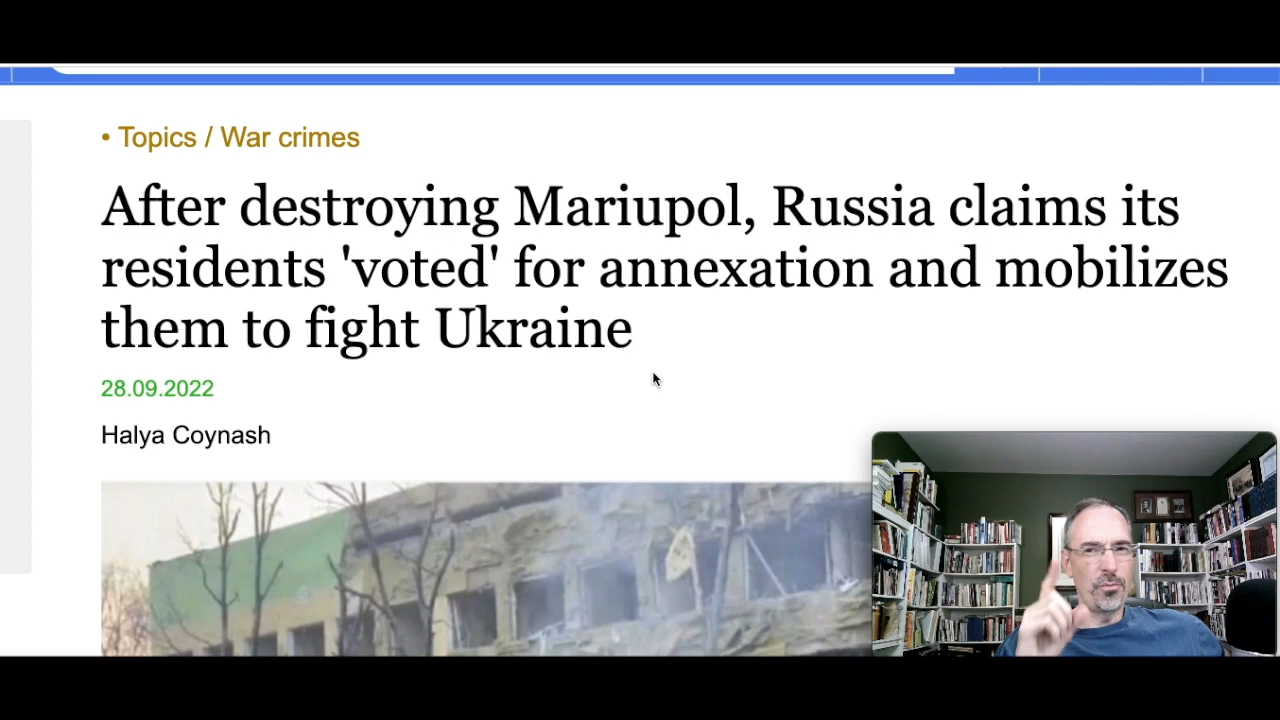 • Topics / War crimes
After destroying Mariupol, Russia claims its
residents 'voted' for annexation and mobilizes
them to fight Ukraine
28.09.2022
Halya Coynash